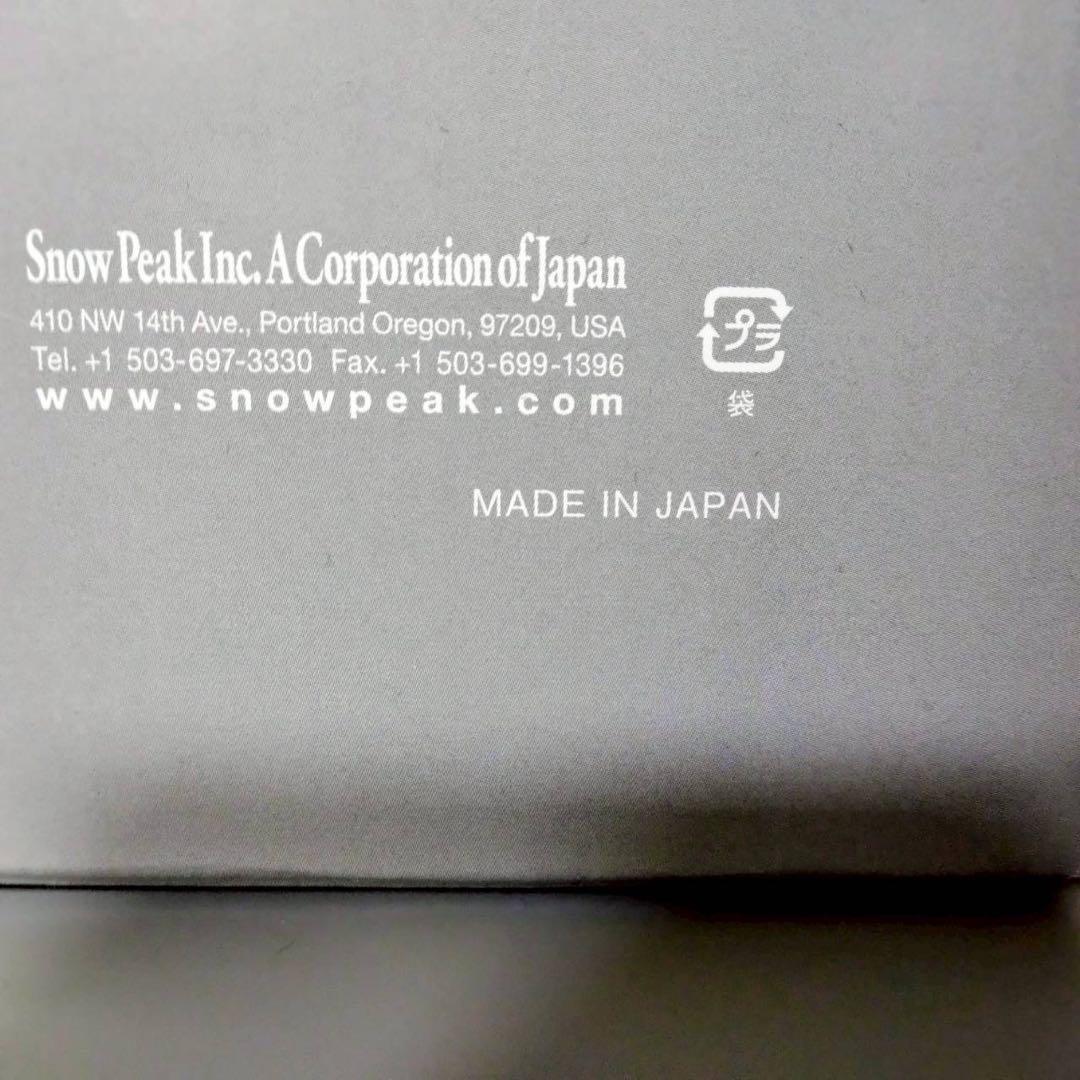 Snow Peak Inc. A Corporation of Japan
410 NW 14th Ave., Portland Oregon, 97209, USA
Tel. +1 503-697-3330 Fax. +1 503-699-1396
www.snowpeak.com
プラ
袋
MADE IN JAPAN